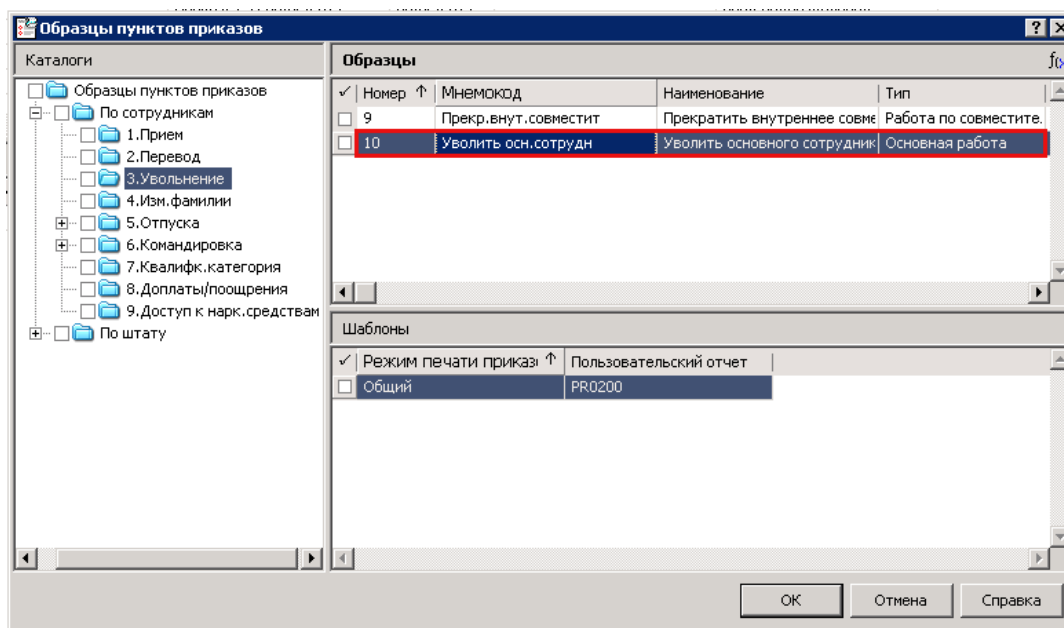 Образцы пунктов приказов
Каталоги
Образцы пунктов приказов
По сотрудникам
1.Прием
2.Перевод
3.Увольнение
4.Изм.фамилии
5.Отпуска
6.Командировка
7.Квалифк.категория
8.Доплаты/поощрения
9.Доступ к нарк.средствам
По штату
Образцы
Номер Мнемокод Наименование Тип
9 Прекр.внут.совместит Прекратить внутреннее совме Работа по совместите.
10 Уволить осн.сотрудн Уволить основного сотрудник Основная работа
Шаблоны
Режим печати приказ Пользовательский отчет
Общий PR0200
ОК Отмена Справка